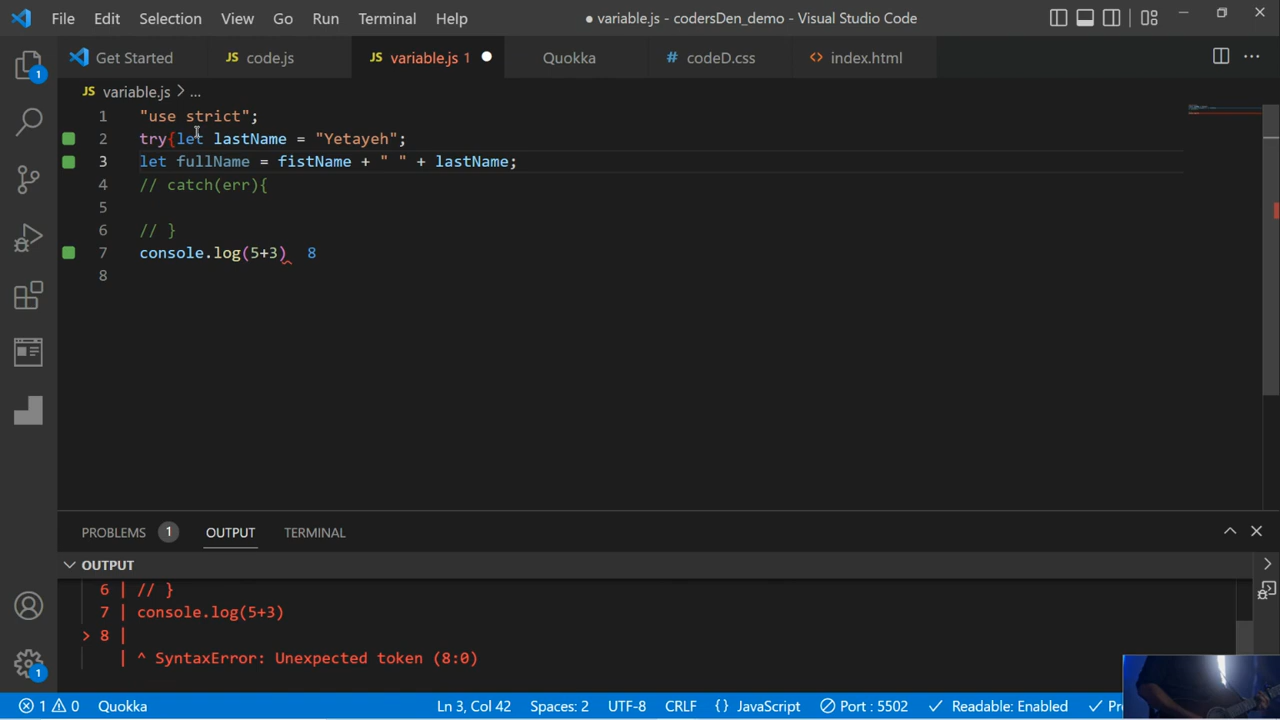 File Edit Selection View Go Run Terminal Help ● variable.js - codersDen_demo - Visual Studio Code
Get Started JS code.js JS variable.js 1 Quokka # codeD.css <> index.html
1
JS variable.js > ...
1 "use strict";
2 try{let lastName = "Yetayeh";
3 let fullName = fistName + " " + lastName;
4 // catch(err){
5
6 // }
7 console.log(5+3) 8
8
PROBLEMS 1 OUTPUT TERMINAL
OUTPUT
6 | // }
7 | console.log(5+3)
> 8 |
| ^ SyntaxError: Unexpected token (8:0)
1
1 0 Quokka Ln 3, Col 42 Spaces: 2 UTF-8 CRLF {} JavaScript Port : 5502 Readable: Enabled